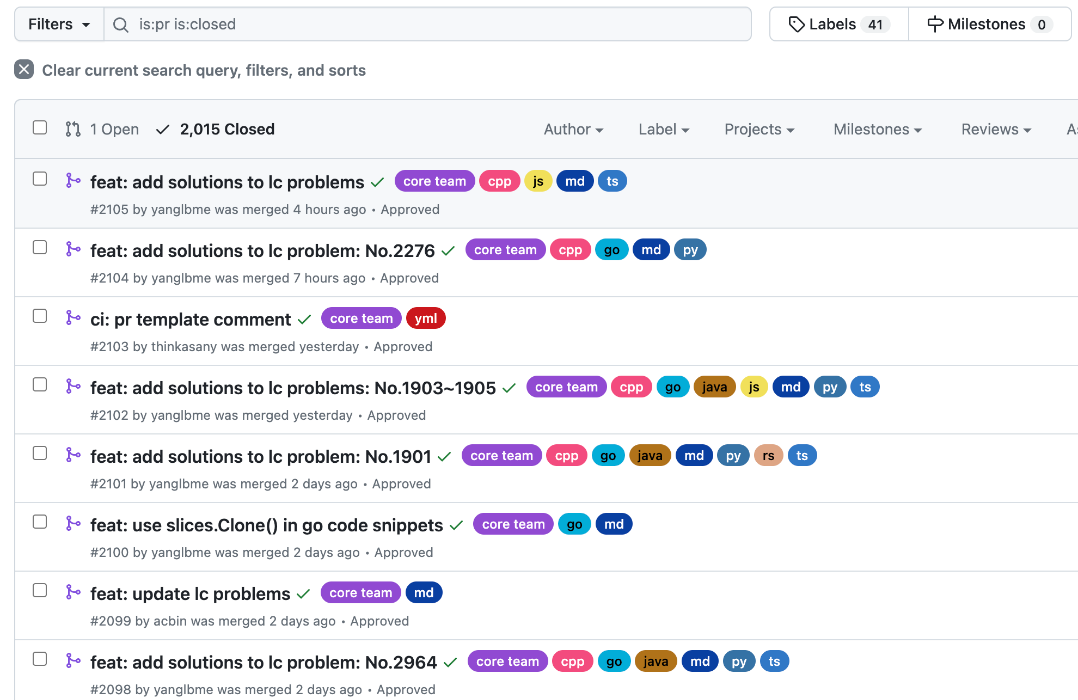 Filters is:pr is:closed Labels 41 Milestones 0
Clear current search query, filters, and sorts
1 Open 2,015 Closed Author Label Projects Milestones Reviews
feat: add solutions to lc problems core team cpp js md ts
#2105 by yanglbme was merged 4 hours ago • Approved
feat: add solutions to lc problem: No.2276 core team cpp go md py
#2104 by yanglbme was merged 7 hours ago • Approved
ci: pr template comment core team yml
#2103 by thinkasany was merged yesterday • Approved
feat: add solutions to lc problems: No.1903~1905 core team cpp go java js md py ts
#2102 by yanglbme was merged yesterday • Approved
feat: add solutions to lc problem: No.1901 core team cpp go java md py rs ts
#2101 by yanglbme was merged 2 days ago • Approved
feat: use slices.Clone() in go code snippets core team go md
#2100 by yanglbme was merged 2 days ago • Approved
feat: update lc problems core team md
#2099 by acbin was merged 2 days ago • Approved
feat: add solutions to lc problem: No.2964 core team cpp go java md py ts
#2098 by yanglbme was merged 2 days ago • Approved